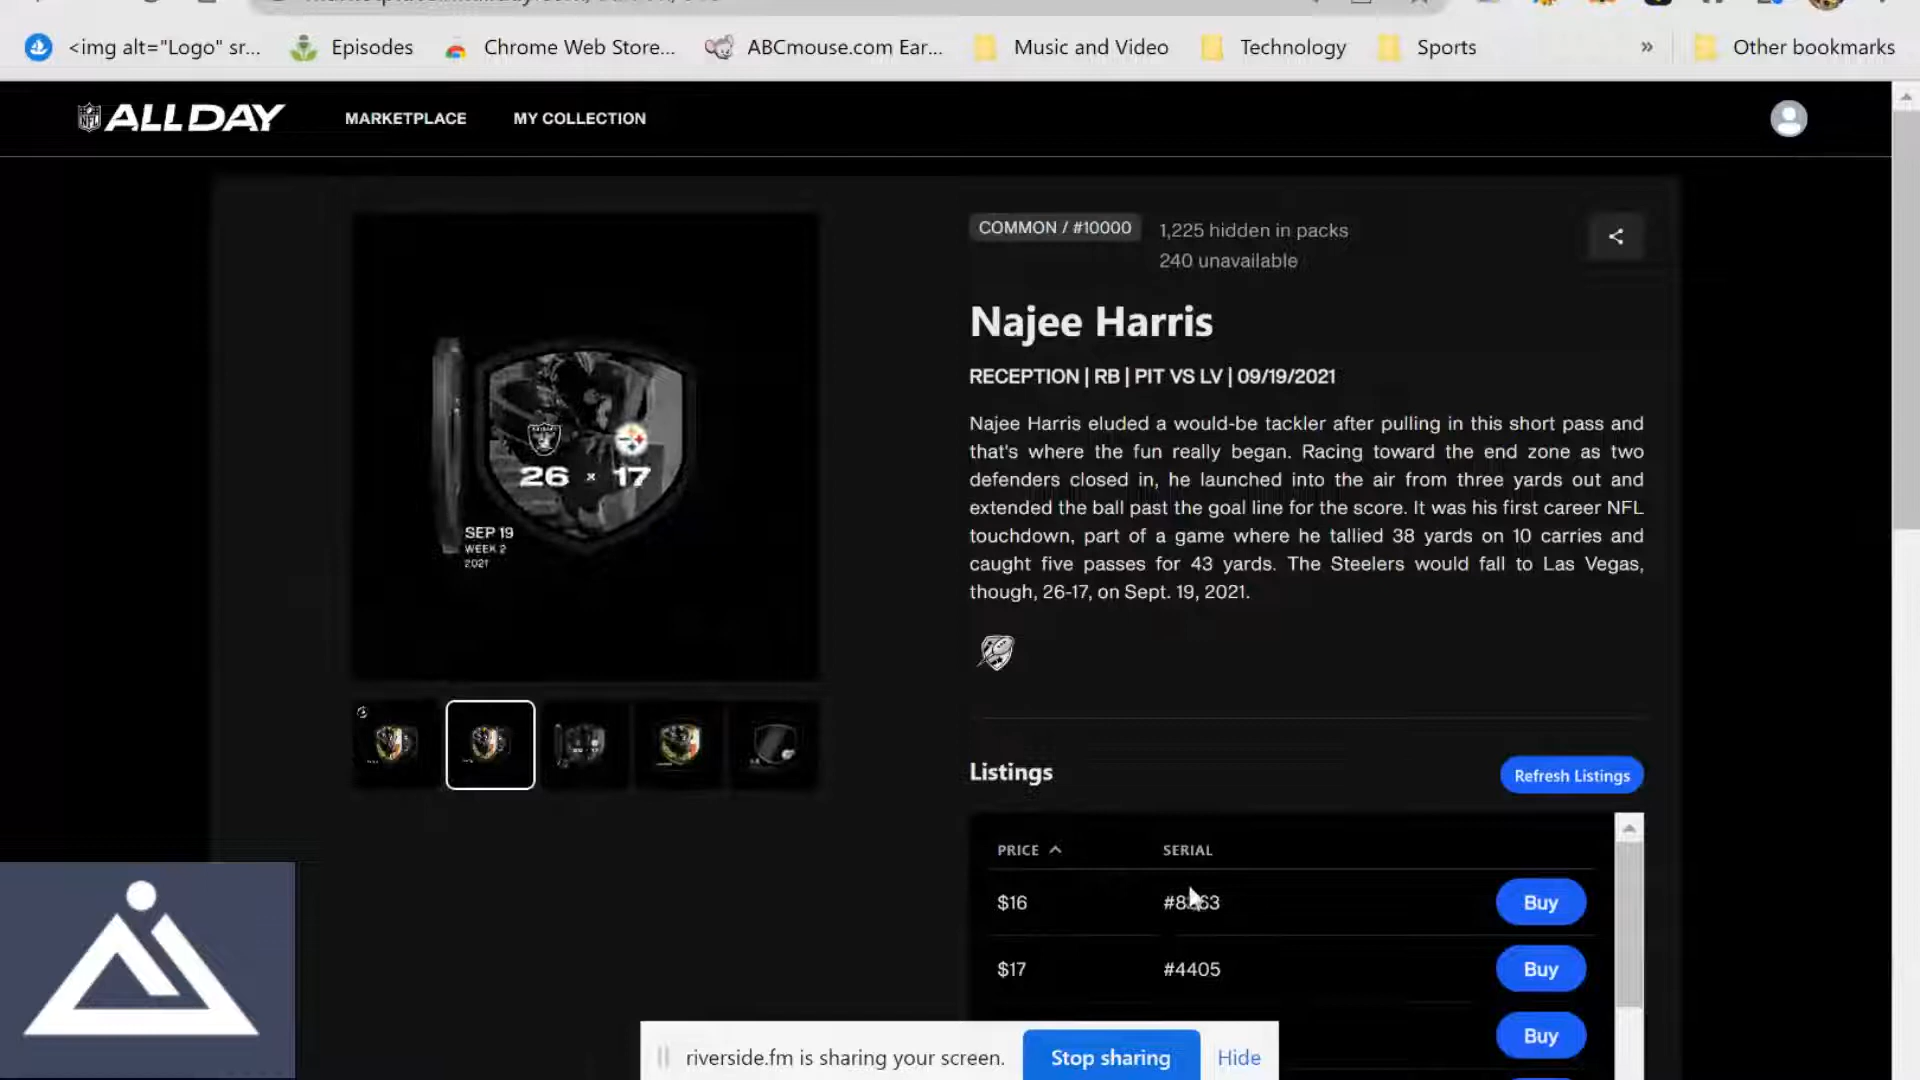 <img alt="Logo" sr...
Episodes
Chrome Web Store...
ABCmouse.com Ear...
Music and Video
Technology
Sports
»
Other bookmarks
NFL ALL DAY
MARKETPLACE
MY COLLECTION
COMMON / #10000
1,225 hidden in packs
240 unavailable
Najee Harris
RECEPTION | RB | PIT VS LV | 09/19/2021
Najee Harris eluded a would-be tackler after pulling in this short pass and
that's where the fun really began. Racing toward the end zone as two
defenders closed in, he launched into the air from three yards out and
extended the ball past the goal line for the score. It was his first career NFL
touchdown, part of a game where he tallied 38 yards on 10 carries and
caught five passes for 43 yards. The Steelers would fall to Las Vegas,
though, 26-17, on Sept. 19, 2021.
26 x 17
SEP 19
WEEK 2
2021
Listings
Refresh Listings
PRICE
SERIAL
$16
Buy
$17
#4405
Buy
Buy
riverside.fm is sharing your screen.
Stop sharing
Hide